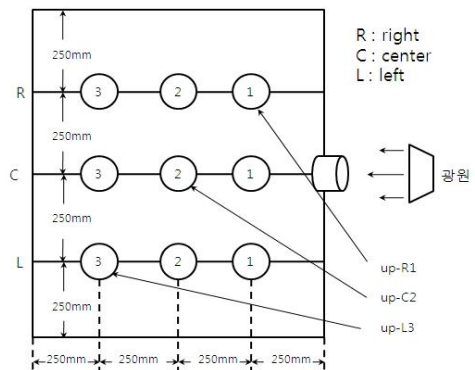 250mm
R : right
C : center
L : left
R
3
2
1
250mm
C
3
2
1
광원
250mm
L
3
2
1
up-R1
250mm
up-C2
up-L3
250mm
250mm
250mm
250mm